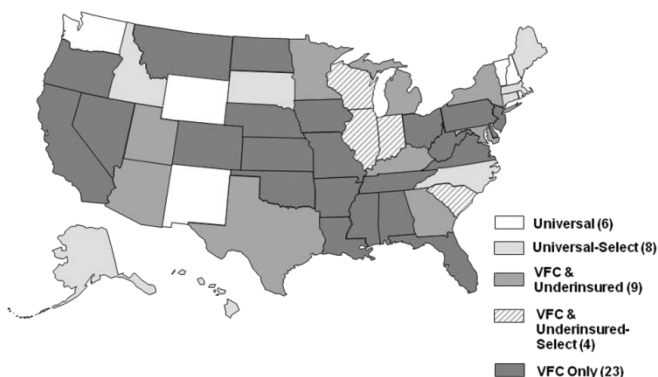 Universal (6)
Universal-Select (8)
VFC &
Underinsured (9)
VFC &
Underinsured-
Select (4)
VFC Only (23)